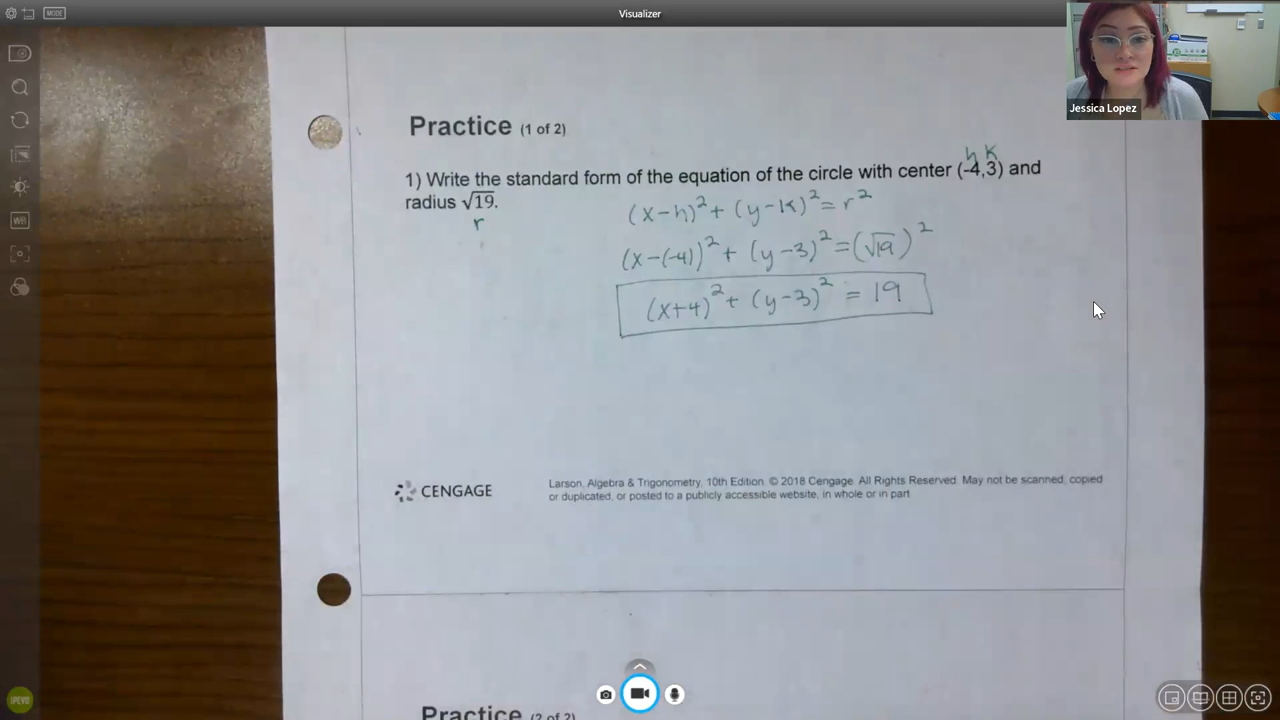 MODE
Visualizer
Jessica Lopez
Practice (1 of 2)
h k
1) Write the standard form of the equation of the circle with center (-4,3) and
radius √19.
r
(x-h)²+(y-k)²=r²
(x-(-4))²+(y-3)²=(√19)²
(x+4)²+(y-3)²=19
CENGAGE
Larson, Algebra & Trigonometry, 10th Edition. © 2018 Cengage. All Rights Reserved. May not be scanned, copied
or duplicated, or posted to a publicly accessible website, in whole or in part
WB
IPEVO
Practice (2 of 2)